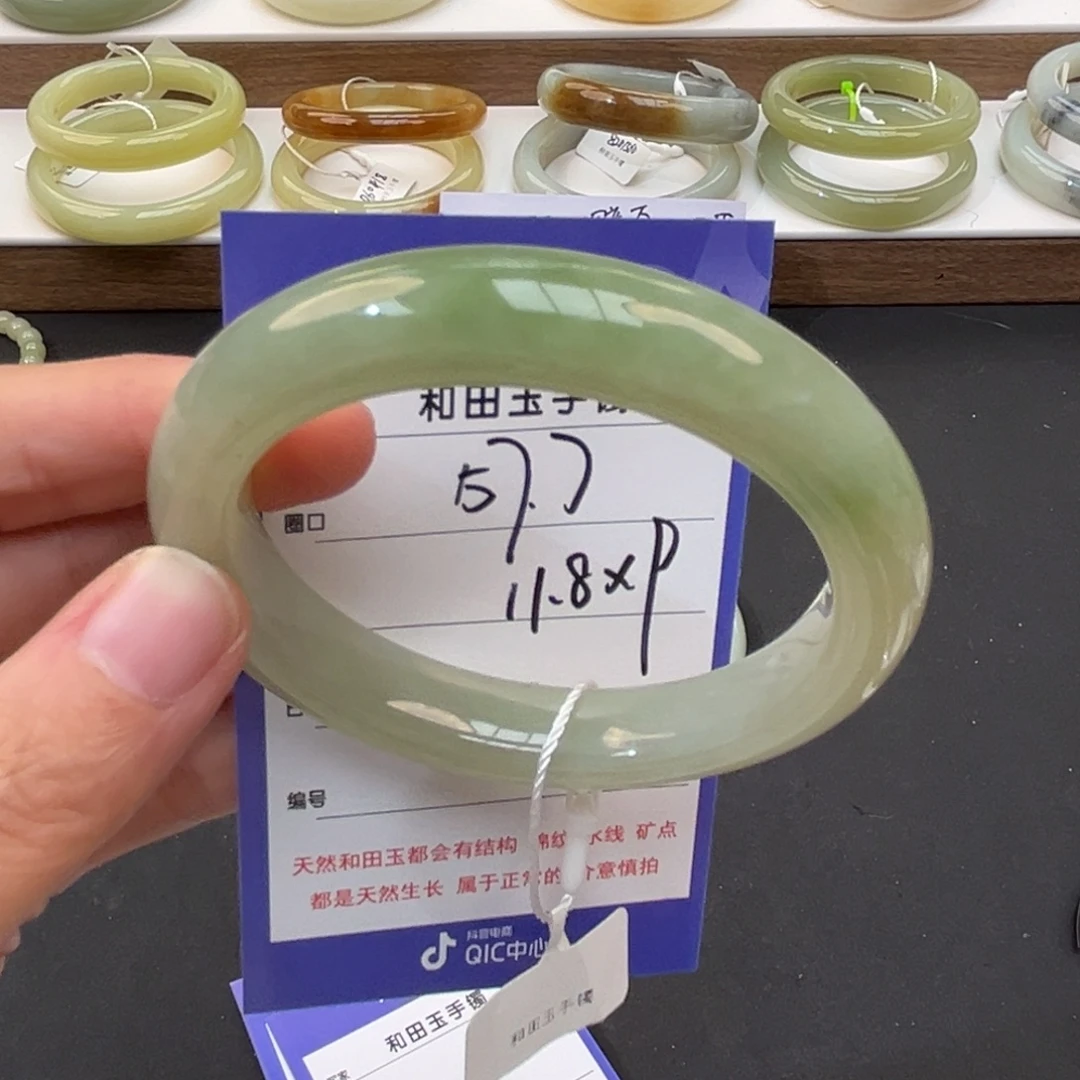 和田玉手镯
57.7
圈口
11.8xP
编号
天然和田玉都会有结构 棉纹 水线 矿点
都是天然生长 属于正常的 介意慎拍
抖音电商
QIC中心
和田玉手镯
和田玉手镯